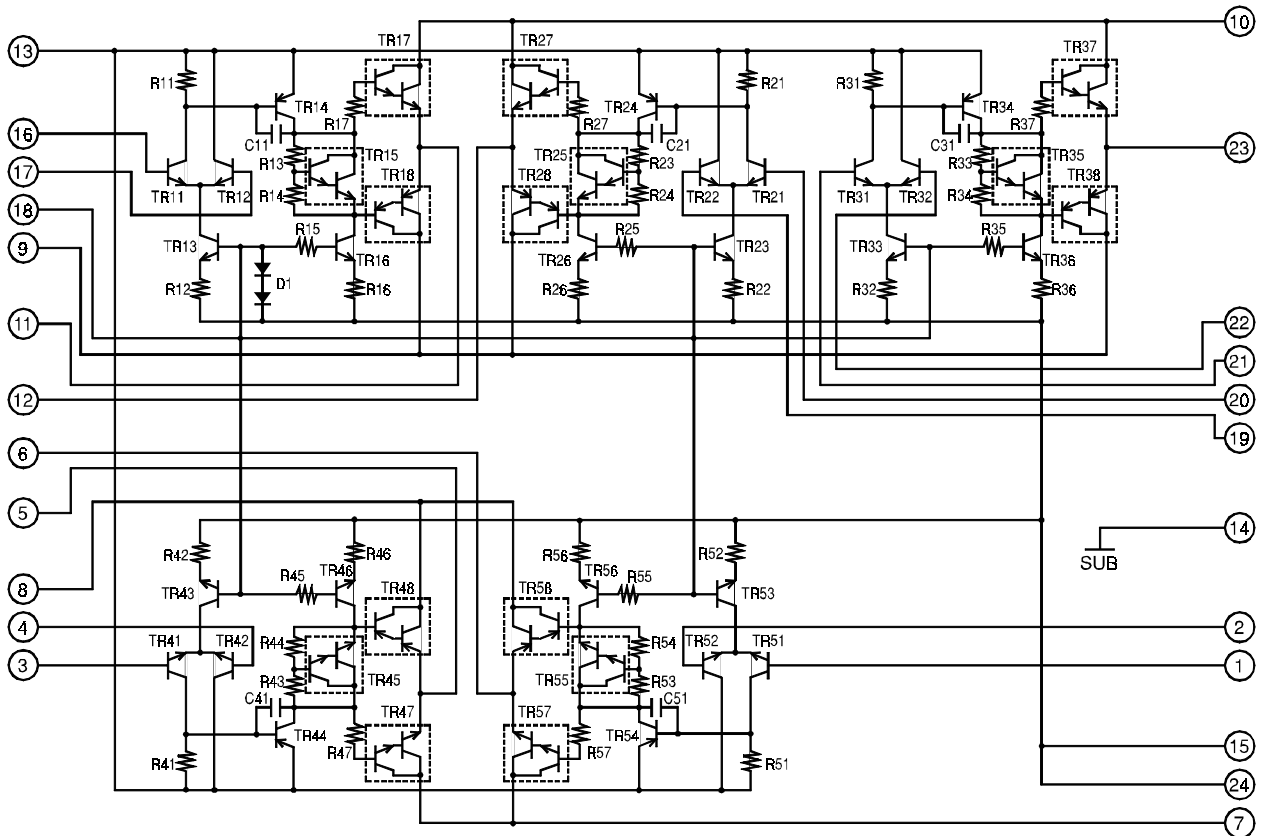 TR17 TR27 10
13 TR37
R11 R21 R31
TR14 TR24 TR34
R17 R27 R37
16 C11 C21 C31
R13 TR15 TR25 R23 R33 TR35 23
17 TR18 TR28 TR38
TR11 TR12 R14 R24 TR22 TR21 TR31 TR32 R34
18 R15 R25 R35
9 TR13 TR16 TR26 TR23 TR33 TR36
R12 D1 R16 R26 R22 R32 R36
11 22
21
12 20
19
6
5 14
R42 R46 R56 R52 SUB
8 TR43 R45 TR46 TR48 TR58 TR56 R55 TR53
4 TR41 TR42 R44 R54 TR52 TR51 2
3 R43 TR45 TR55 R53 1
C41 TR47 TR57 C51
TR44 R47 R57 TR54 15
R41 R51
24
7